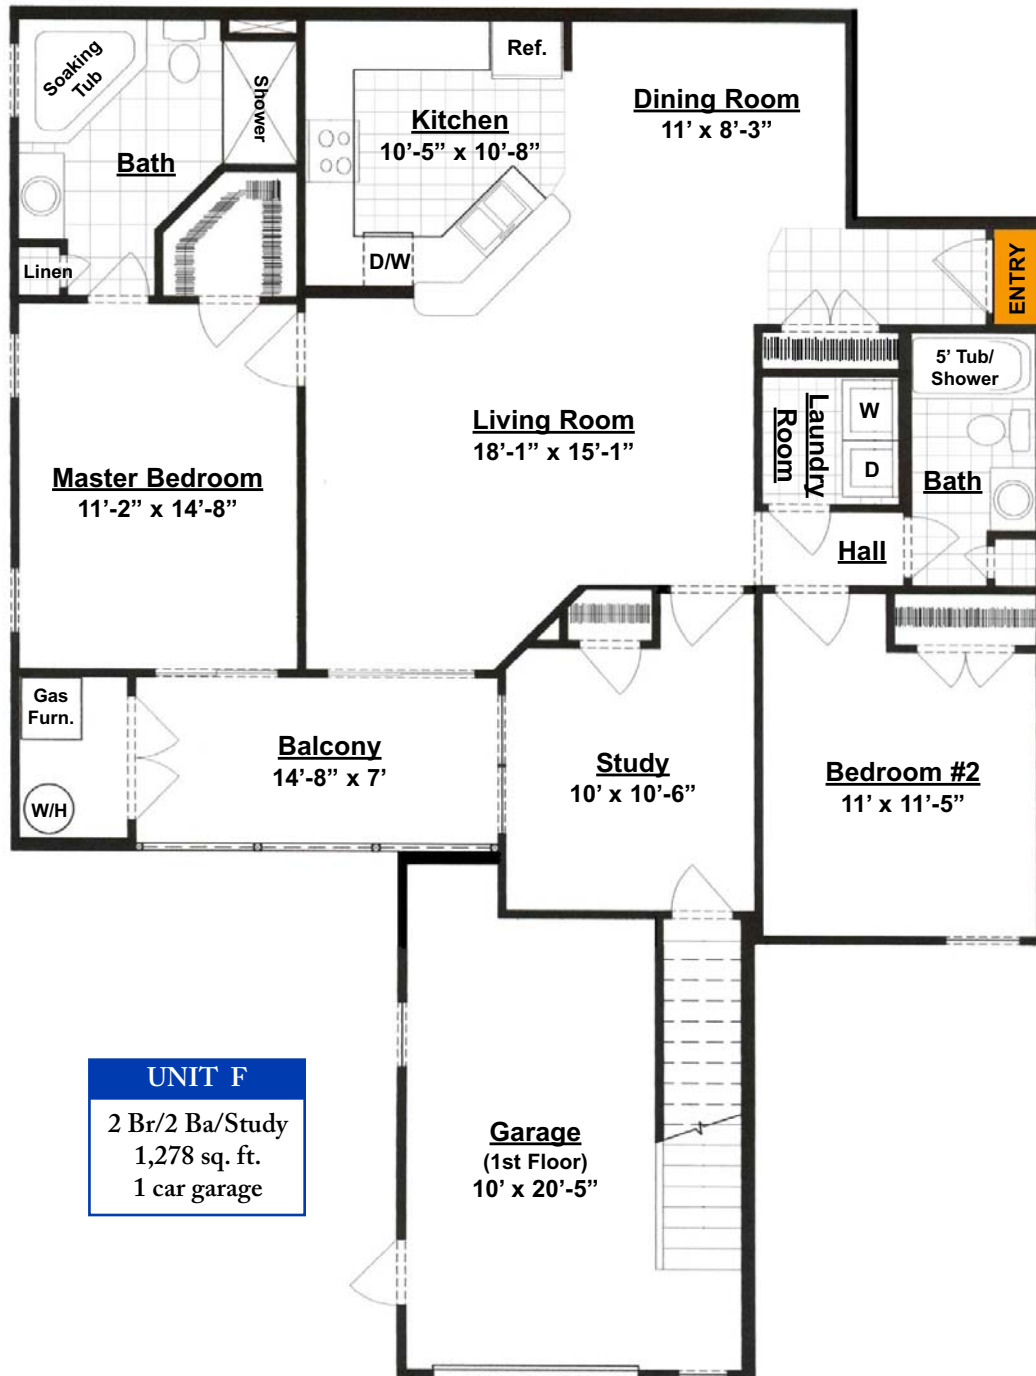 Soaking
Tub
Shower
Bath
Linen
Ref.
Kitchen
10’-5” x 10’-8”
D/W
Dining Room
11’ x 8’-3”
ENTRY
5’ Tub/
Shower
Laundry
Room
W
D
Bath
Hall
Living Room
18’-1” x 15’-1”
Master Bedroom
11’-2” x 14’-8”
Gas
Furn.
W/H
Balcony
14’-8” x 7’
Study
10’ x 10’-6”
Bedroom #2
11’ x 11’-5”
UNIT F
2 Br/2 Ba/Study
1,278 sq. ft.
1 car garage
Garage
(1st Floor)
10’ x 20’-5”